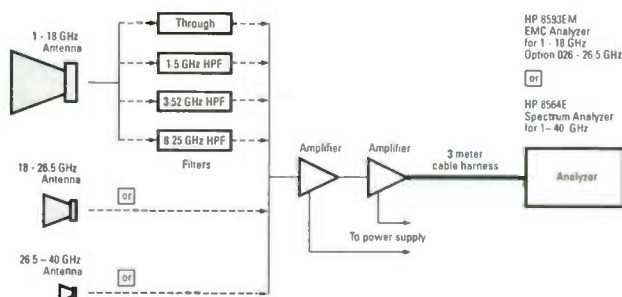 1 - 18 GHz
Antenna
Through
1.5 GHz HPF
3.52 GHz HPF
8.25 GHz HPF
Filters
18 - 26.5 GHz
Antenna
or
26.5 – 40 GHz
Antenna
or
Amplifier
Amplifier
To power supply
3 meter
cable harness
HP 8593EM
EMC Analyzer
for 1 - 18 GHz
Option 026 - 26.5 GHz
or
HP 8564E
Spectrum Analyzer
for 1– 40 GHz
Analyzer